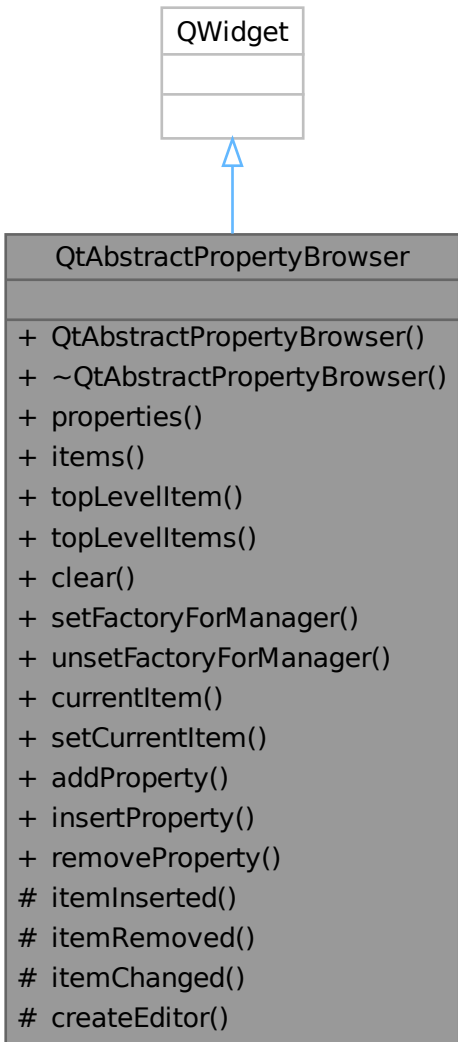 QWidget
QtAbstractPropertyBrowser
+ QtAbstractPropertyBrowser()
+ ~QtAbstractPropertyBrowser()
+ properties()
+ items()
+ topLevelItem()
+ topLevelItems()
+ clear()
+ setFactoryForManager()
+ unsetFactoryForManager()
+ currentItem()
+ setCurrentItem()
+ addProperty()
+ insertProperty()
+ removeProperty()
# itemInserted()
# itemRemoved()
# itemChanged()
# createEditor()